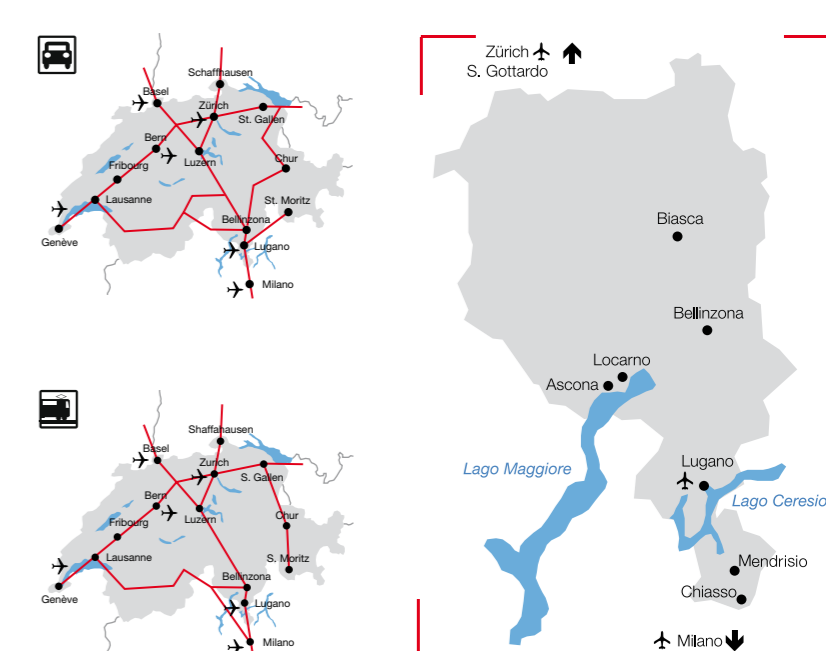 Schaffhausen
Basel
Zürich
St. Gallen
Bern
Luzern
Chur
Fribourg
Lausanne
St. Moritz
Bellinzona
Genève
Lugano
Milano
Shaffahausen
Basel
Zurich
S. Gallen
Bern
Luzern
Chur
Fribourg
Lausanne
S. Moritz
Bellinzona
Genève
Lugano
Milano
Zürich
S. Gottardo
Biasca
Bellinzona
Locarno
Ascona
Lago Maggiore
Lugano
Lago Ceresio
Mendrisio
Chiasso
Milano